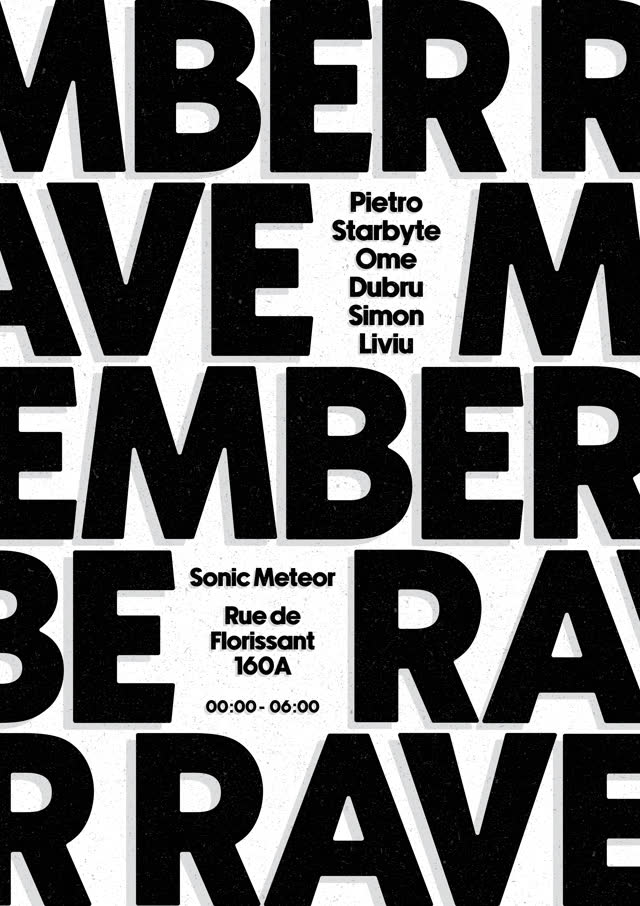 MBER R
AVE M
Pietro
Starbyte
Ome
Dubru
Simon
Liviu
EMBER
BE RAV
Sonic Meteor
Rue de
Florissant
160A
00:00 - 06:00
R RAVE